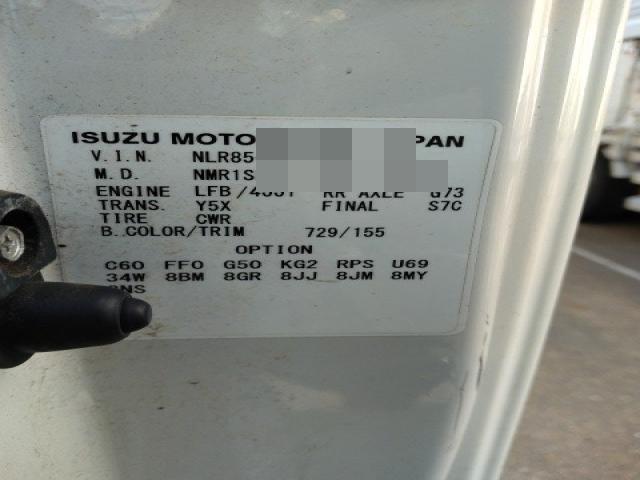 ISUZU MOTO PAN
V.I.N. NLR85
M.D. NMR1S
ENGINE LFB RR AXLE G73
TRANS. Y5X FINAL S7C
TIRE CWR
B.COLOR/TRIM 729/155
OPTION
C60 FF0 G50 KG2 RPS U69
34W 8BM 8GR 8JJ 8JM 8MY